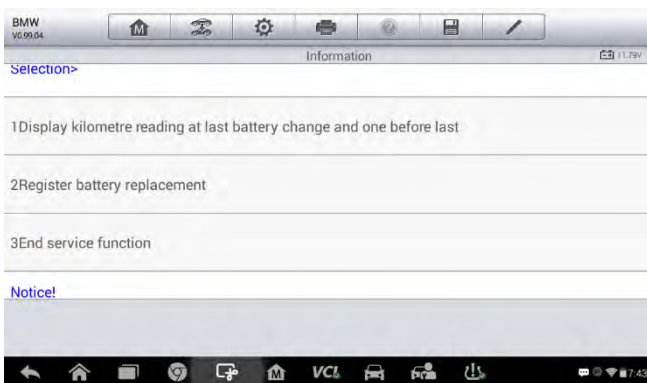 BMW
V0.99.04
M
Information
11.79V
Selection>
1Display kilometre reading at last battery change and one before last
2Register battery replacement
3End service function
Notice!
M
VCI
7:43